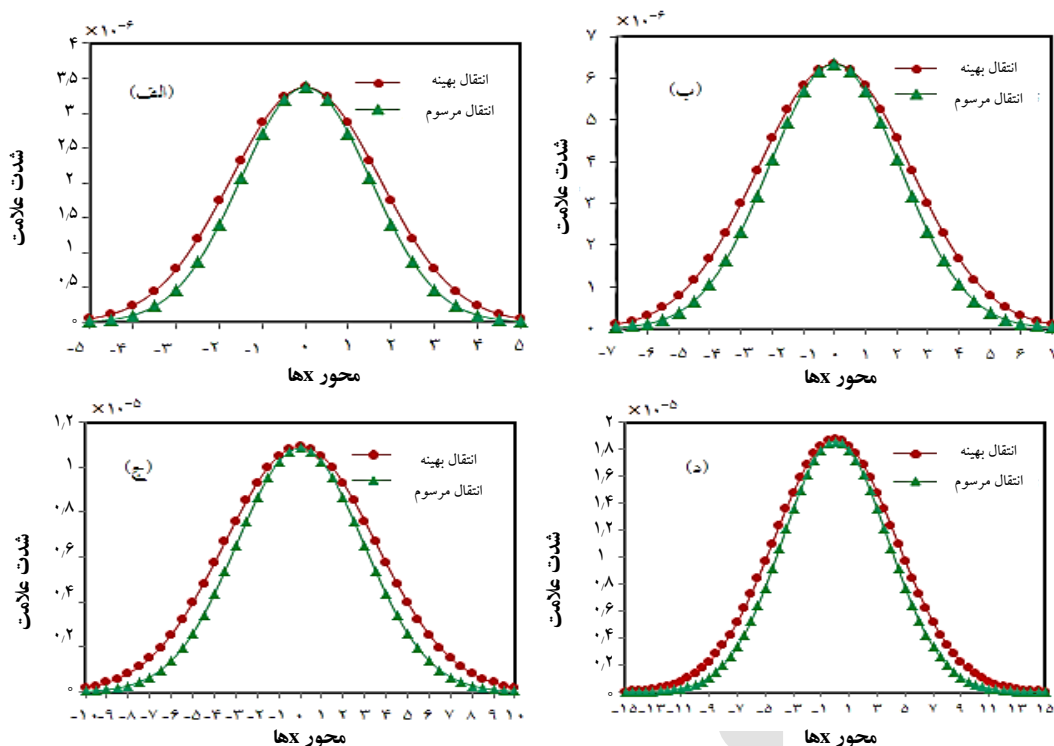 ×۱۰⁻⁶
۴
۳٫۵
۳
۲٫۵
۲
۱٫۵
۱
۰٫۵
۰
(الف)
انتقال بهینه
انتقال مرسوم
شدت علامت
-۵ -۴ -۳ -۲ -۱ ۰ ۱ ۲ ۳ ۴ ۵
محور xها
×۱۰⁻۶
۷
۶
۵
۴
۳
۲
۱
۰
(ب)
انتقال بهینه
انتقال مرسوم
شدت علامت
-۷ -۶ -۵ -۴ -۳ -۲ -۱ ۰ ۱ ۲ ۳ ۴ ۵ ۶ ۷
محور xها
×۱۰⁻۵
۱٫۲
۱
۰٫۸
۰٫۶
۰٫۴
۰٫۲
۰
(ج)
انتقال بهینه
انتقال مرسوم
شدت علامت
-۱۰ -۹ -۸ -۷ -۶ -۵ -۴ -۳ -۲ -۱ ۰ ۱ ۲ ۳ ۴ ۵ ۶ ۷ ۸ ۹ ۱۰
محور xها
×۱۰⁻۵
۲
۱٫۸
۱٫۶
۱٫۴
۱٫۲
۱
۰٫۸
۰٫۶
۰٫۴
۰٫۲
۰
(د)
انتقال بهینه
انتقال مرسوم
شدت علامت
-۱۵ -۱۳ -۱۱ -۹ -۷ -۵ -۳ -۱ ۱ ۳ ۵ ۷ ۹ ۱۱ ۱۳ ۱۵
محور xها